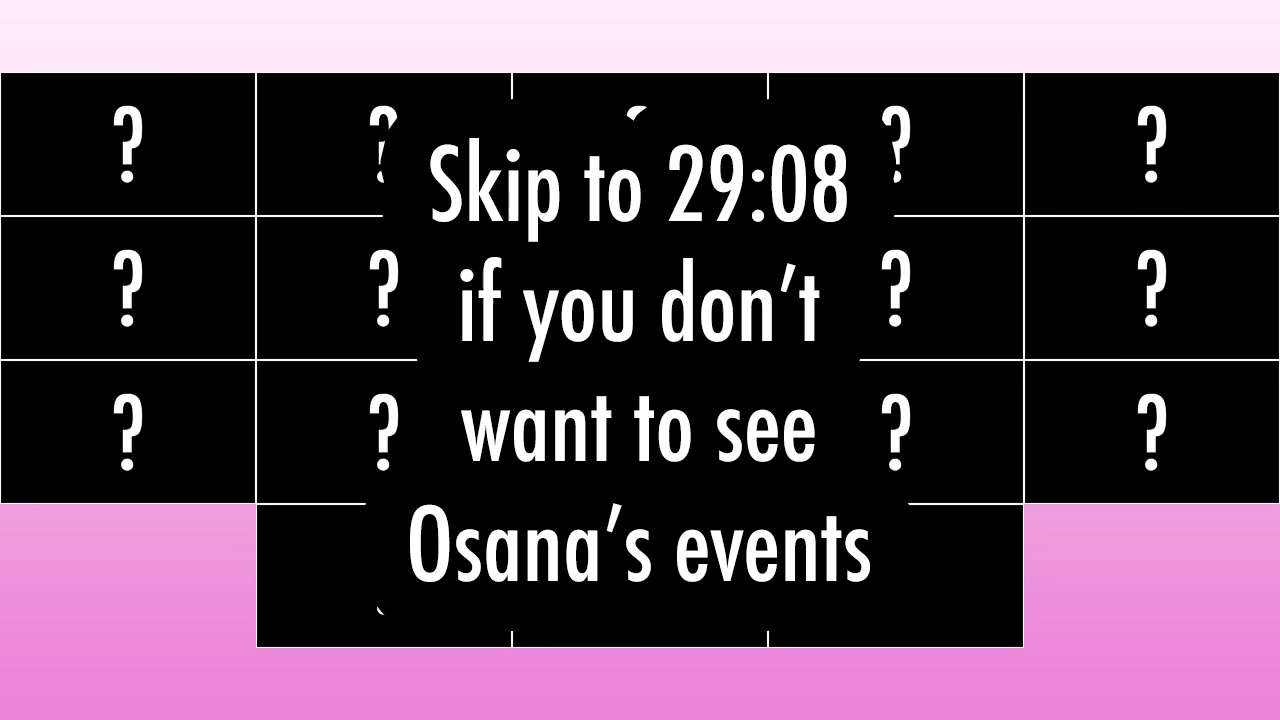 ? ? ? ? ?
Skip to 29:08
? ? ? ?
if you don't
? ? ? ?
want to see
Osana's events